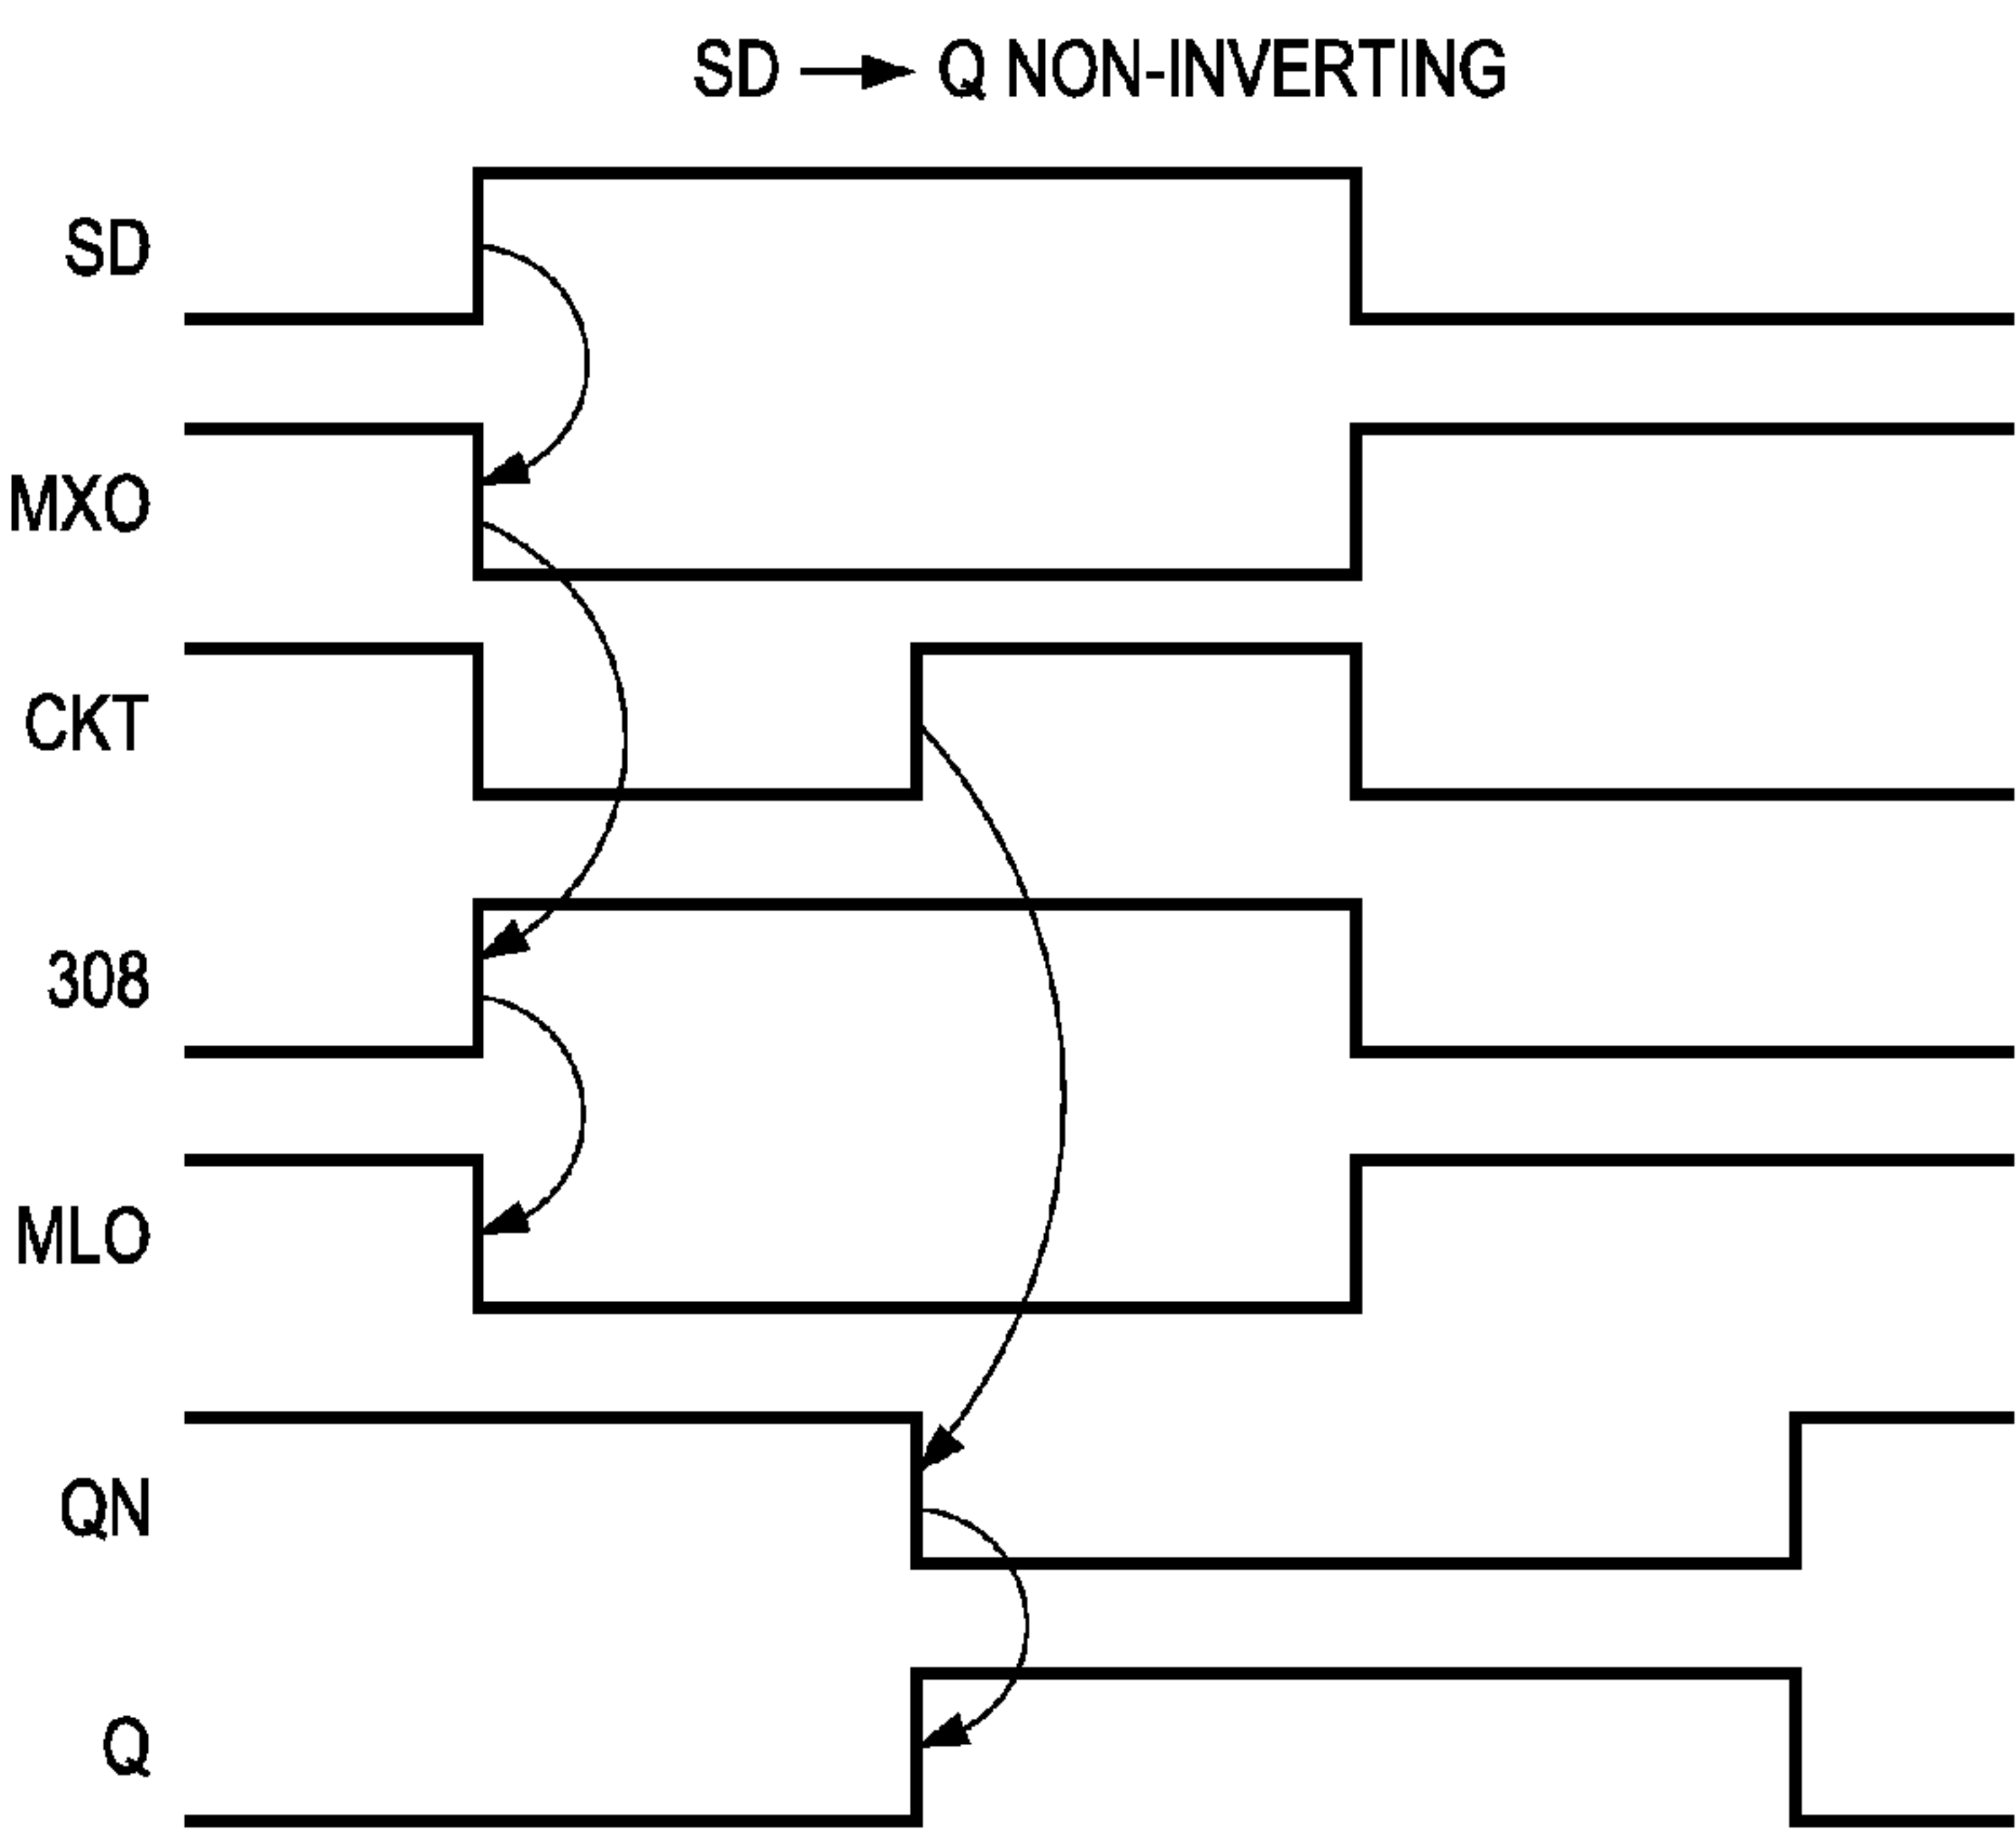 SD → Q NON-INVERTING
SD
MXO
CKT
308
MLO
QN
Q